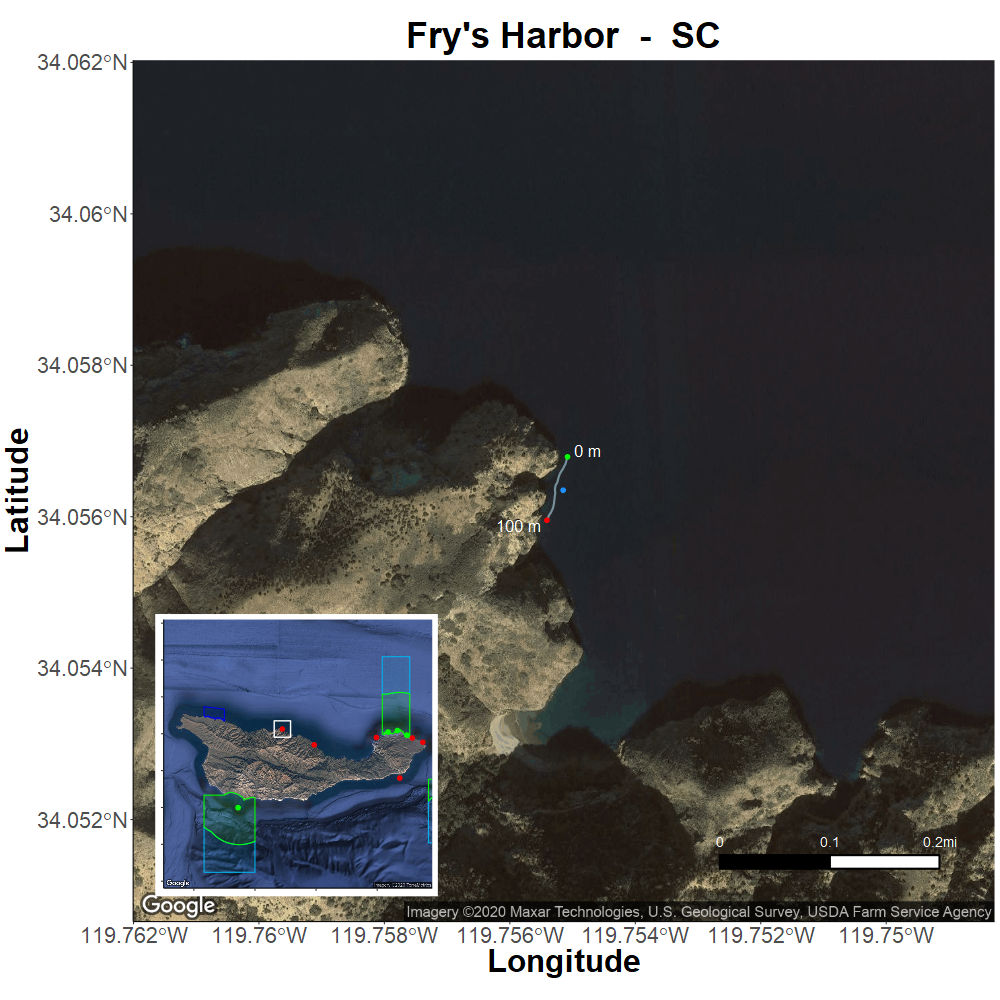 Fry's Harbor - SC
34.062°N
34.06°N
34.058°N
34.056°N
34.054°N
34.052°N
Latitude
0 m
100 m
0 0.1 0.2mi
Google
Google
Imagery ©2020 Maxar Technologies, U.S. Geological Survey, USDA Farm Service Agency
119.762°W 119.76°W 119.758°W 119.756°W 119.754°W 119.752°W 119.75°W
Longitude